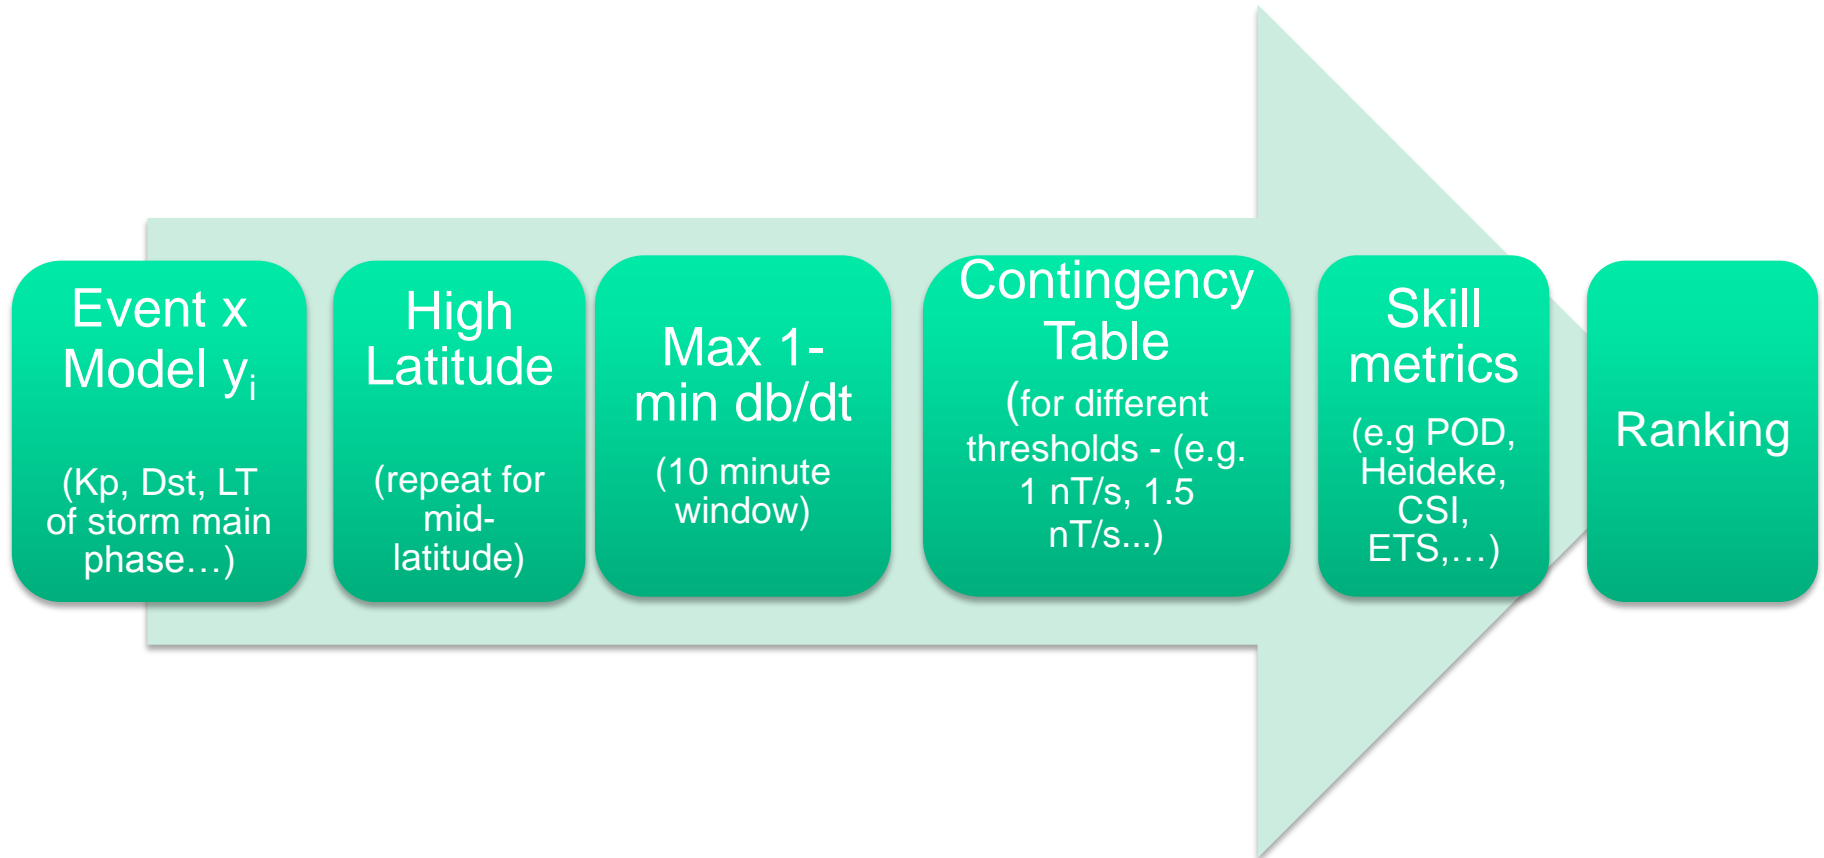 Event x
Model yi
(Kp, Dst, LT
of storm main
phase…)
High
Latitude
(repeat for
mid-
latitude)
Max 1-
min db/dt
(10 minute
window)
Contingency
Table
(for different
thresholds - (e.g.
1 nT/s, 1.5
nT/s...)
Skill
metrics
(e.g POD,
Heideke,
CSI,
ETS,…)
Ranking